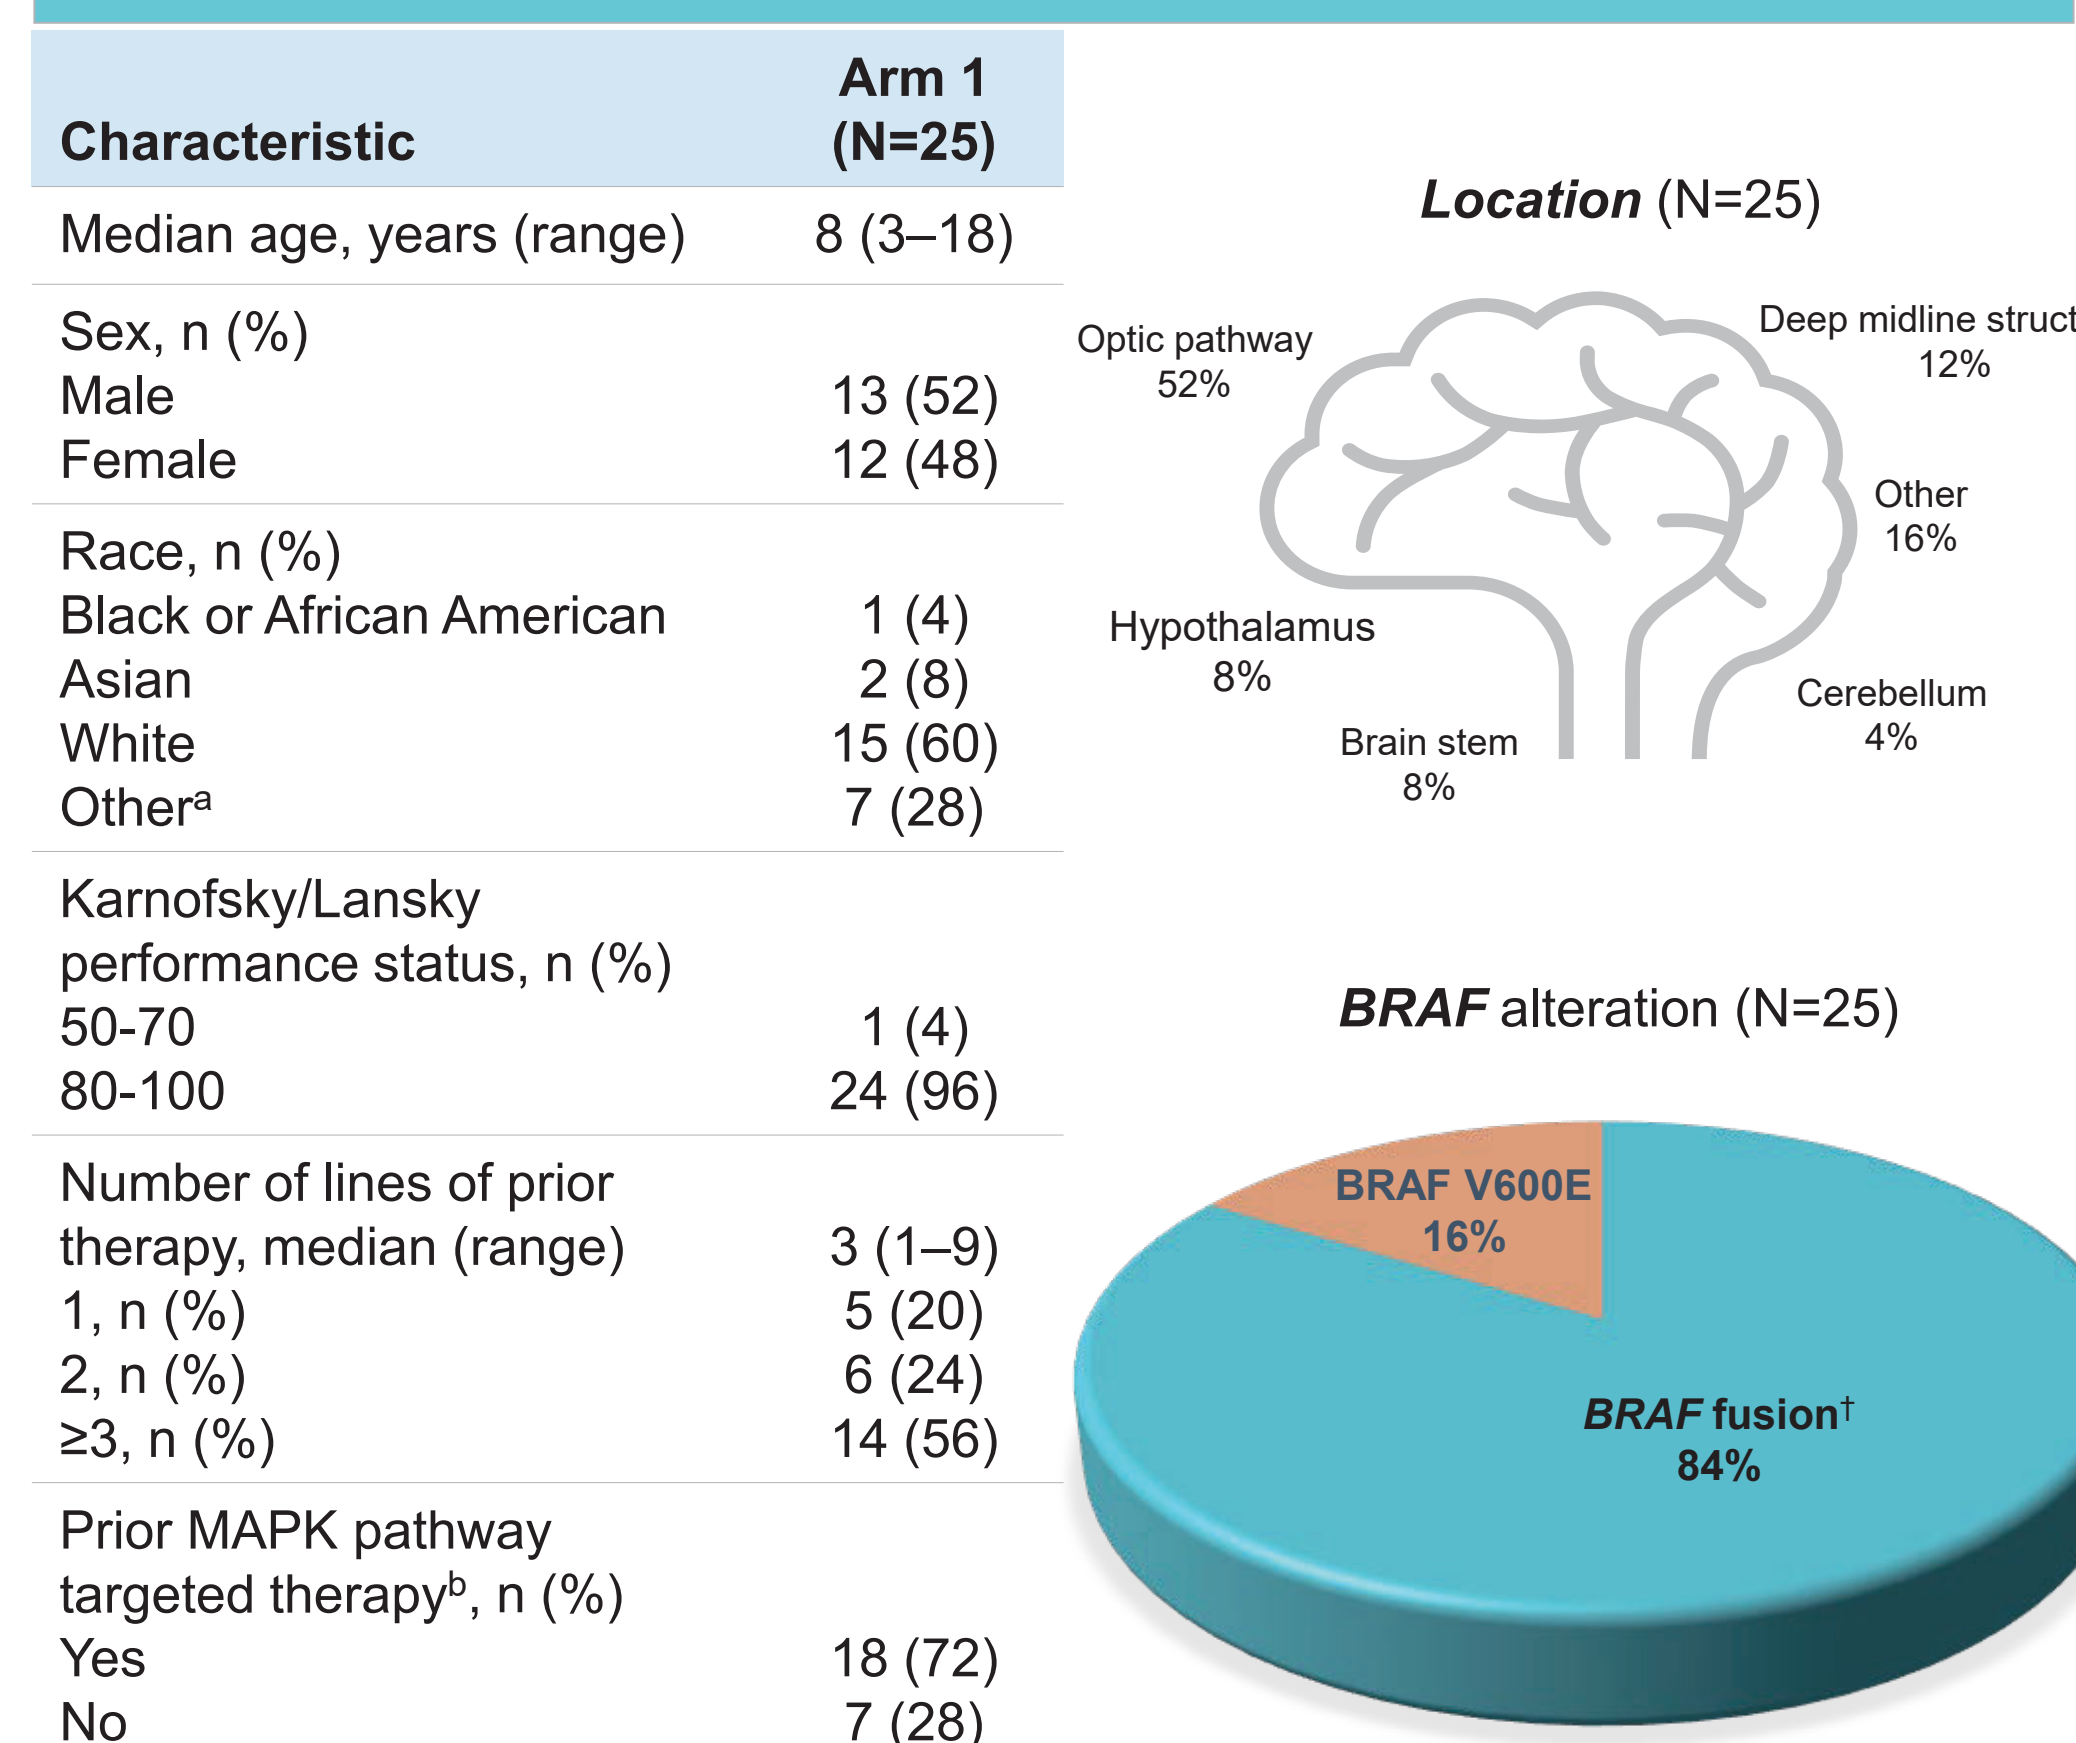 Characteristic Arm 1 (N=25)
Median age, years (range) 8 (3–18)
Sex, n (%)
Male 13 (52)
Female 12 (48)
Race, n (%)
Black or African American 1 (4)
Asian 2 (8)
White 15 (60)
Otherᵃ 7 (28)
Karnofsky/Lansky
performance status, n (%)
50-70 1 (4)
80-100 24 (96)
Number of lines of prior
therapy, median (range) 3 (1–9)
1, n (%) 5 (20)
2, n (%) 6 (24)
≥3, n (%) 14 (56)
Prior MAPK pathway
targeted therapyᵇ, n (%)
Yes 18 (72)
No 7 (28)
Location (N=25)
Optic pathway
52%
Deep midline struct
12%
Other
16%
Hypothalamus
8%
Cerebellum
4%
Brain stem
8%
BRAF alteration (N=25)
BRAF V600E
16%
BRAF fusion†
84%